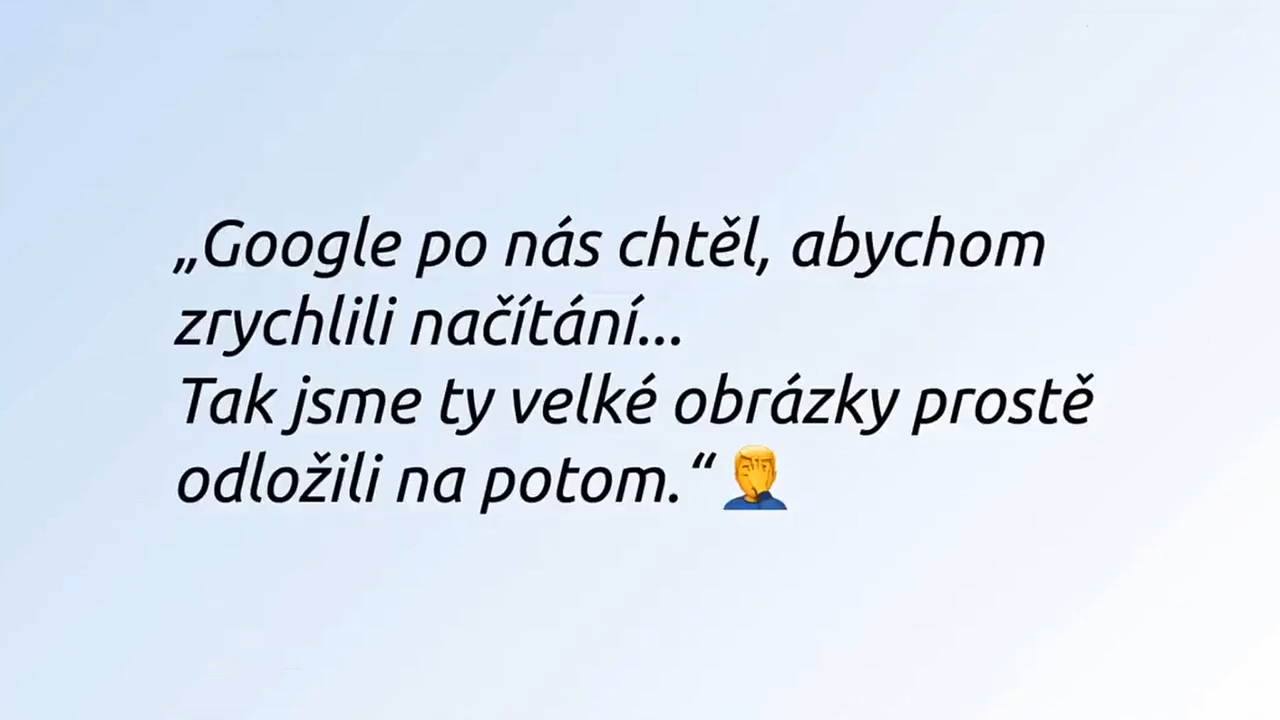 „Google po nás chtěl, abychom
zrychlili načítání...
Tak jsme ty velké obrázky prostě
odložili na potom.“ 🤦‍♂️